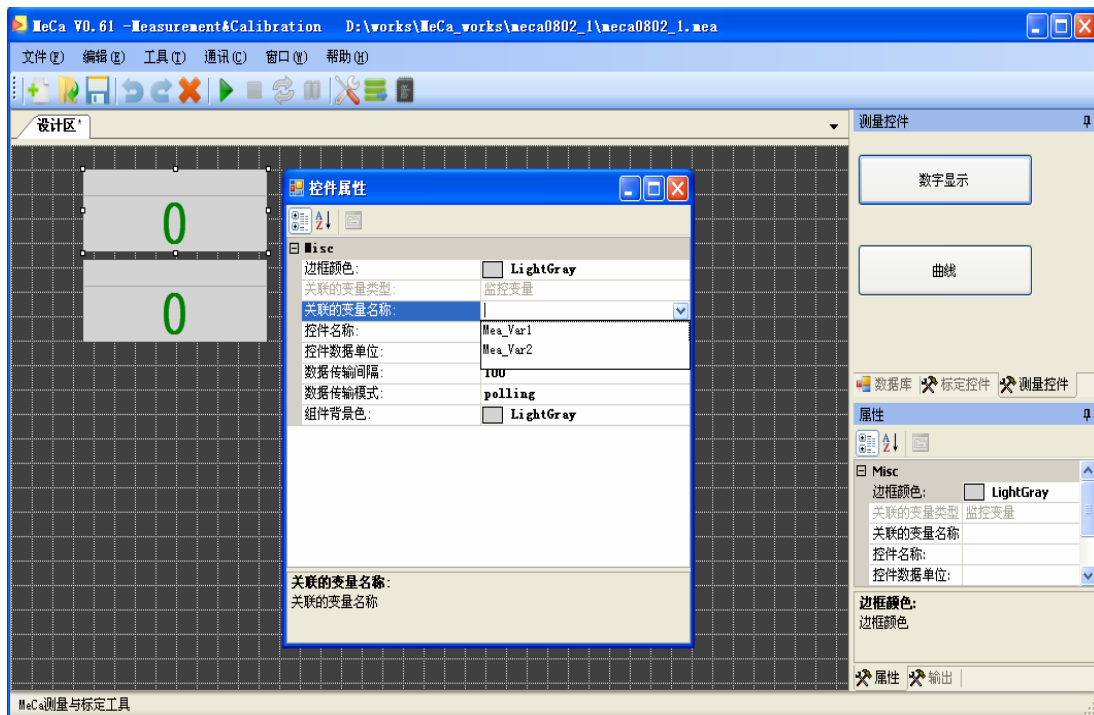 MeCa V0.61 -Measurement&Calibration D:\works\MeCa_works\meca0802_1\meca0802_1.mea
文件(F) 编辑(E) 工具(T) 通讯(C) 窗口(W) 帮助(H)
设计区*
测量控件
数字显示
曲线
0
0
控件属性
Misc
边框颜色: LightGray
关联的变量类型: 监控变量
关联的变量名称:
控件名称:
Mea_Var1
控件数据单位:
Mea_Var2
数据传输间隔: 100
数据传输模式: polling
组件背景色: LightGray
关联的变量名称:
关联的变量名称
数据库 标定控件 测量控件
属性
Misc
边框颜色: LightGray
关联的变量类型 监控变量
关联的变量名称
控件名称:
控件数据单位:
边框颜色:
边框颜色
属性 输出
MeCa测量与标定工具